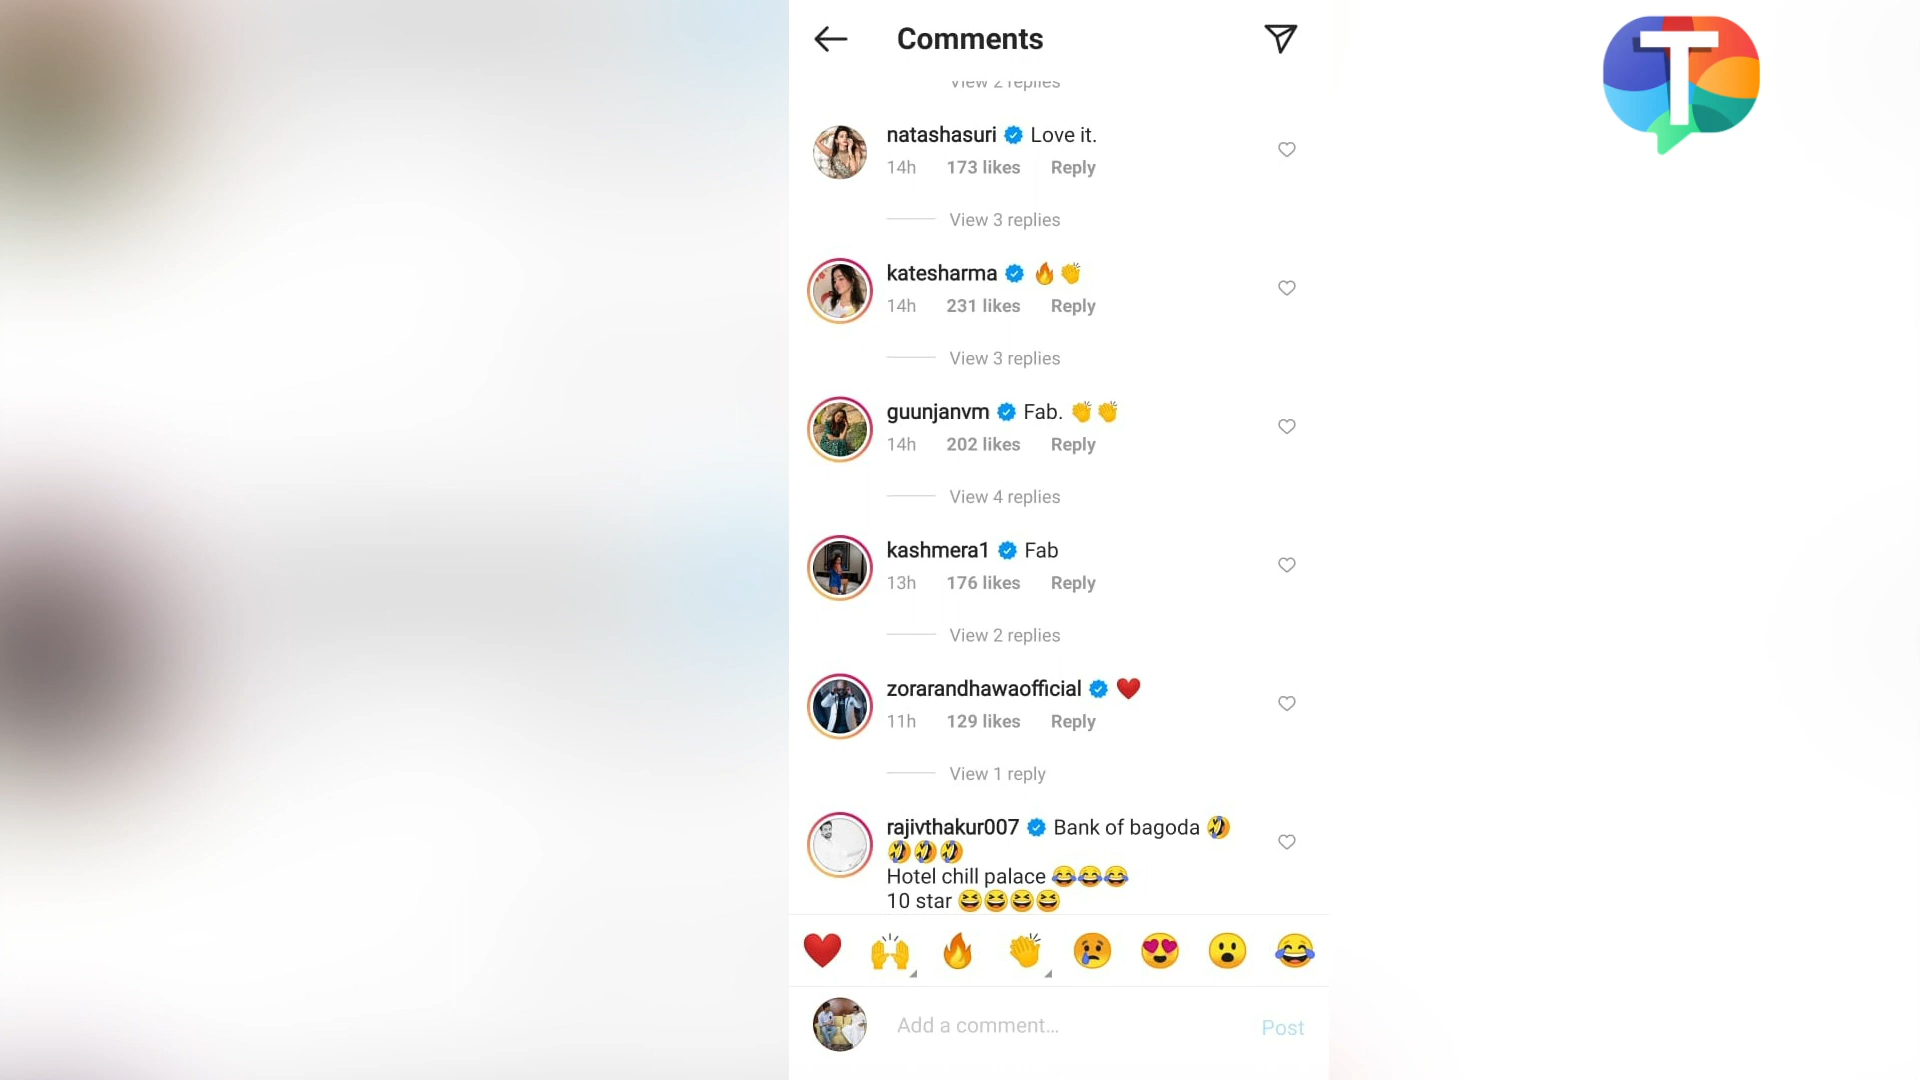 Comments
View 2 replies
natashasuri Love it.
14h 173 likes Reply
View 3 replies
katesharma 🔥👏
14h 231 likes Reply
View 3 replies
guunjanvm Fab. 👏👏
14h 202 likes Reply
View 4 replies
kashmera1 Fab
13h 176 likes Reply
View 2 replies
zorarandhawaofficial ❤️
11h 129 likes Reply
View 1 reply
rajivthakur007 Bank of bagoda 🤣
🤣🤣🤣
Hotel chill palace 😂😂😂
10 star 😆😆😆😆
Add a comment... Post
T